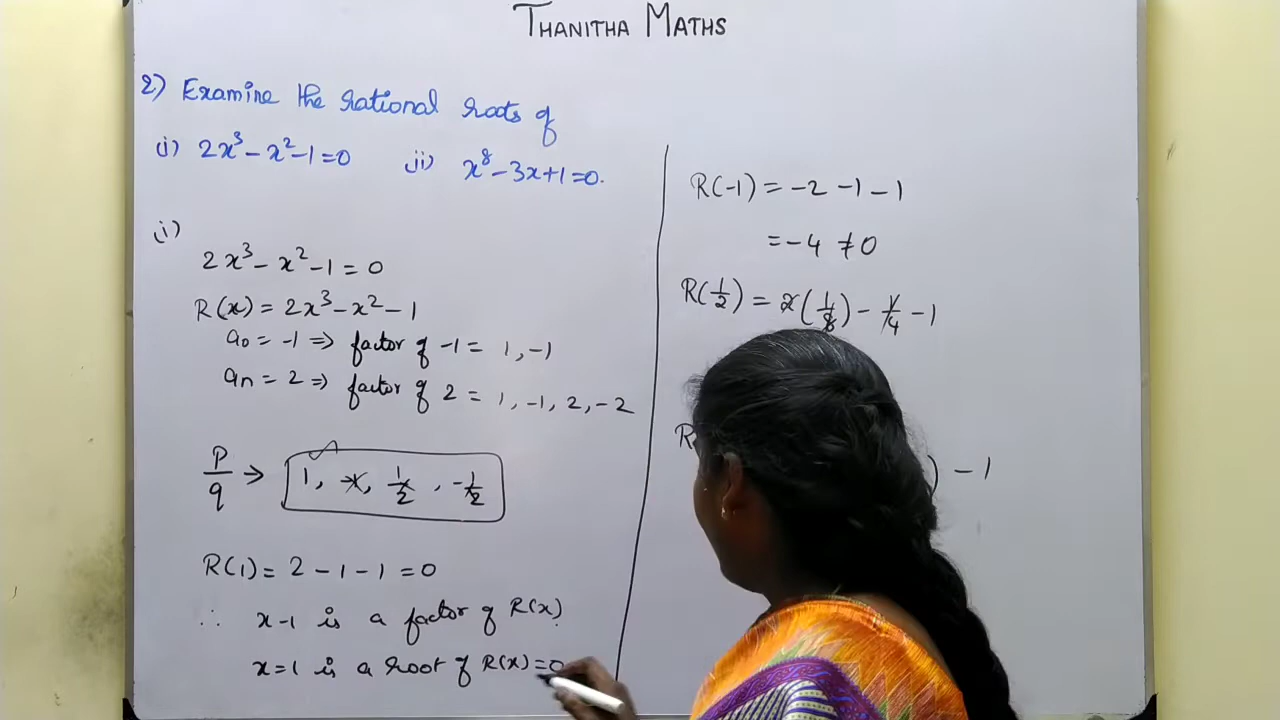 THANITHA MATHS
2) Examine the rational roots of
(i) 2x³ - x² - 1 = 0 (ii) x⁸ - 3x + 1 = 0.
(i)
2x³ - x² - 1 = 0
R(x) = 2x³ - x² - 1
a₀ = -1 ⇒ factor of -1 = 1, -1
aₙ = 2 ⇒ factor of 2 = 1, -1, 2, -2
p/q → 1, -1, 1/2, -1/2
R(1) = 2 - 1 - 1 = 0
∴ x-1 is a factor of R(x).
x=1 is a root of R(x)=0
R(-1) = -2 - 1 - 1
= -4 ≠ 0
R(1/2) = 2(1/8) - 1/4 - 1
R ) - 1